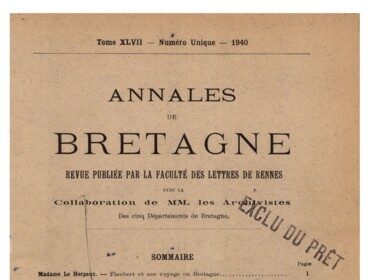 Tome XLVII — Numéro Unique — 1940
ANNALES
DE
BRETAGNE
REVUE PUBLIÉE PAR LA FACULTÉ DES LETTRES DE RENNES
AVEC LA
Collaboration de MM. les Archivistes
Des cinq Départements de Bretagne.
EXCLU DU PRÊT
SOMMAIRE
Pages
Madame Le Herpeux. — Flaubert et son voyage en Bretagne 1